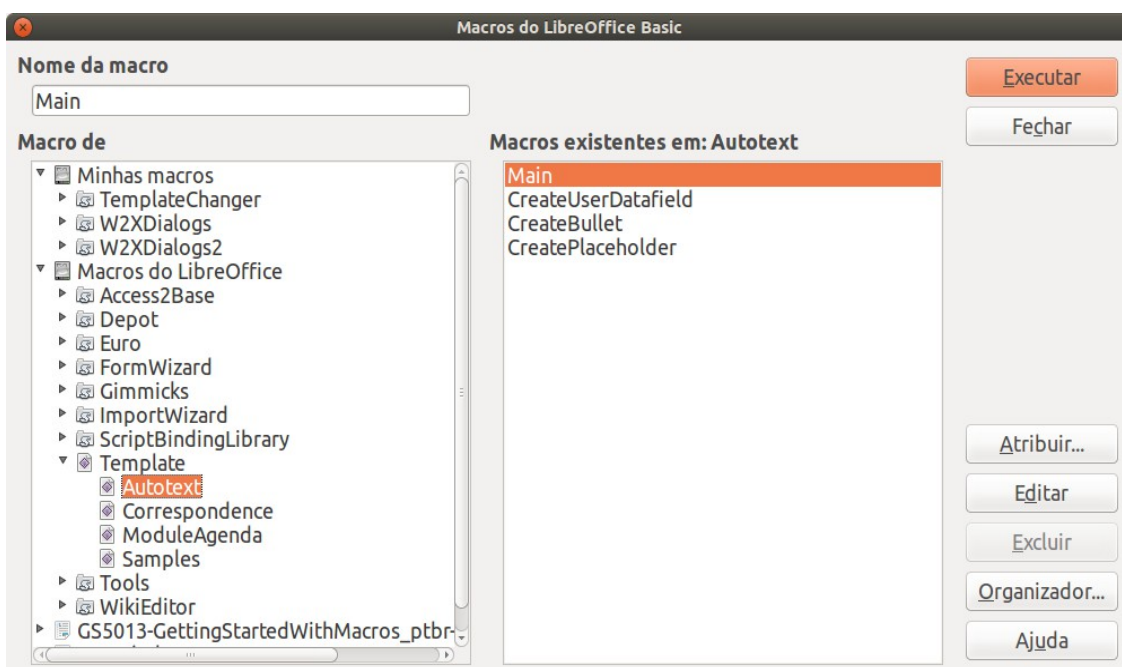 Macros do LibreOffice Basic
Nome da macro
Main
Macro de
Minhas macros
TemplateChanger
W2XDialogs
W2XDialogs2
Macros do LibreOffice
Access2Base
Depot
Euro
FormWizard
Gimmicks
ImportWizard
ScriptBindingLibrary
Template
Autotext
Correspondence
ModuleAgenda
Samples
Tools
WikiEditor
GS5013-GettingStartedWithMacros_ptbr-
Macros existentes em: Autotext
Main
CreateUserDatafield
CreateBullet
CreatePlaceholder
Executar
Fechar
Atribuir...
Editar
Excluir
Organizador...
Ajuda